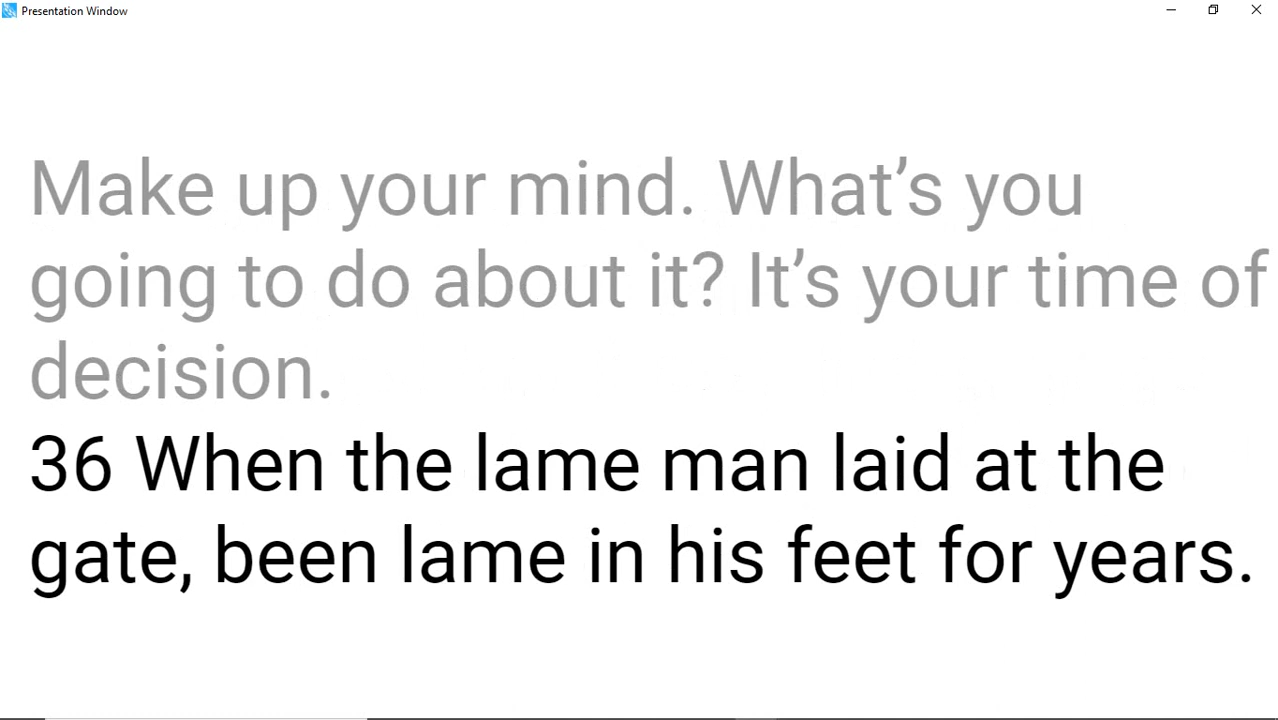 Presentation Window
Make up your mind. What’s you
going to do about it? It’s your time of
decision.
36 When the lame man laid at the
gate, been lame in his feet for years.